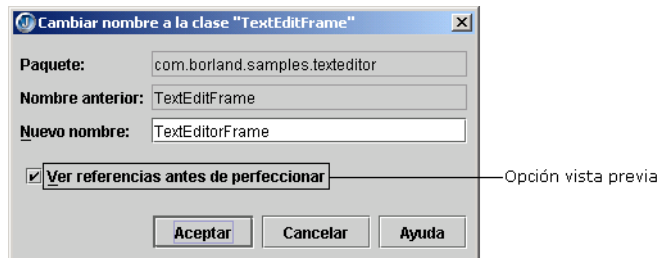 Cambiar nombre a la clase "TextEditFrame"
Paquete: com.borland.samples.texteditor
Nombre anterior: TextEditFrame
Nuevo nombre: TextEditorFrame
Ver referencias antes de perfeccionar Opción vista previa
Aceptar Cancelar Ayuda